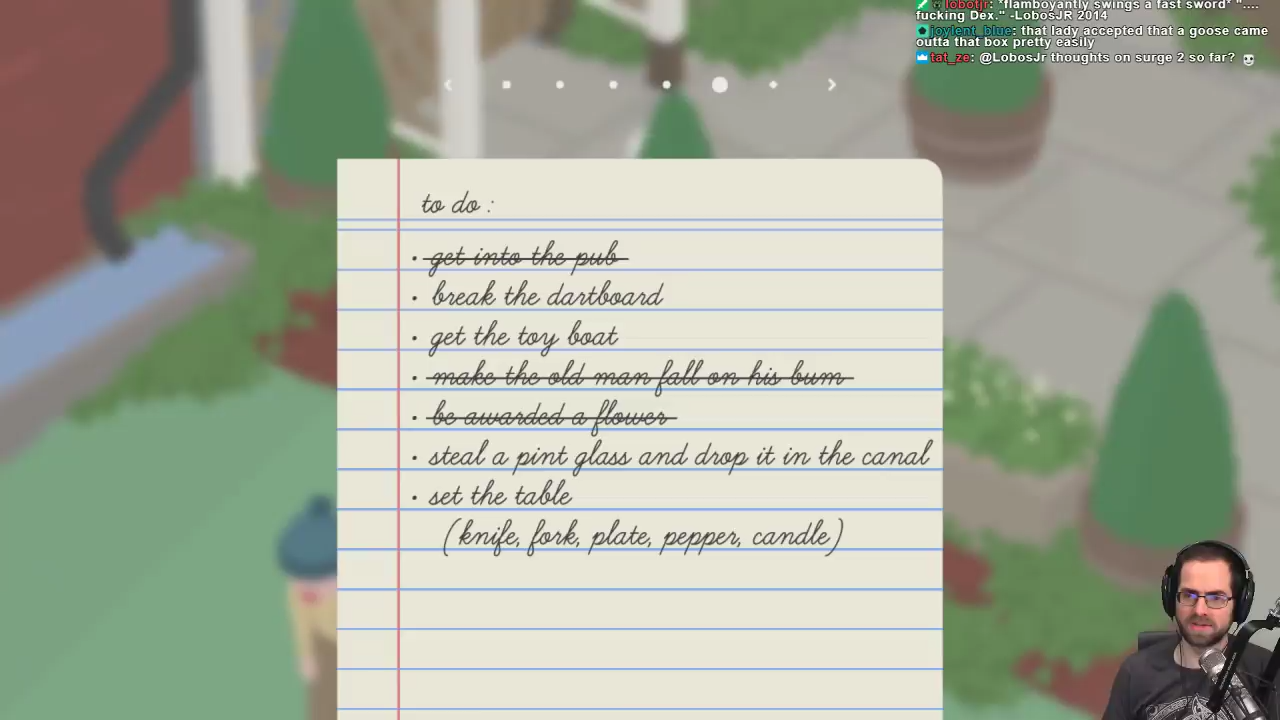 lobotjr: *flamboyantly swings a fast sword* "....
fucking Dex." -LobosJR 2014
joylent_blue: that lady accepted that a goose came
outta that box pretty easily
tat_ze: @LobosJr thoughts on surge 2 so far?
to do :
• get into the pub
• break the dartboard
• get the toy boat
• make the old man fall on his bum
• be awarded a flower
• steal a pint glass and drop it in the canal
• set the table
(knife, fork, plate, pepper, candle)